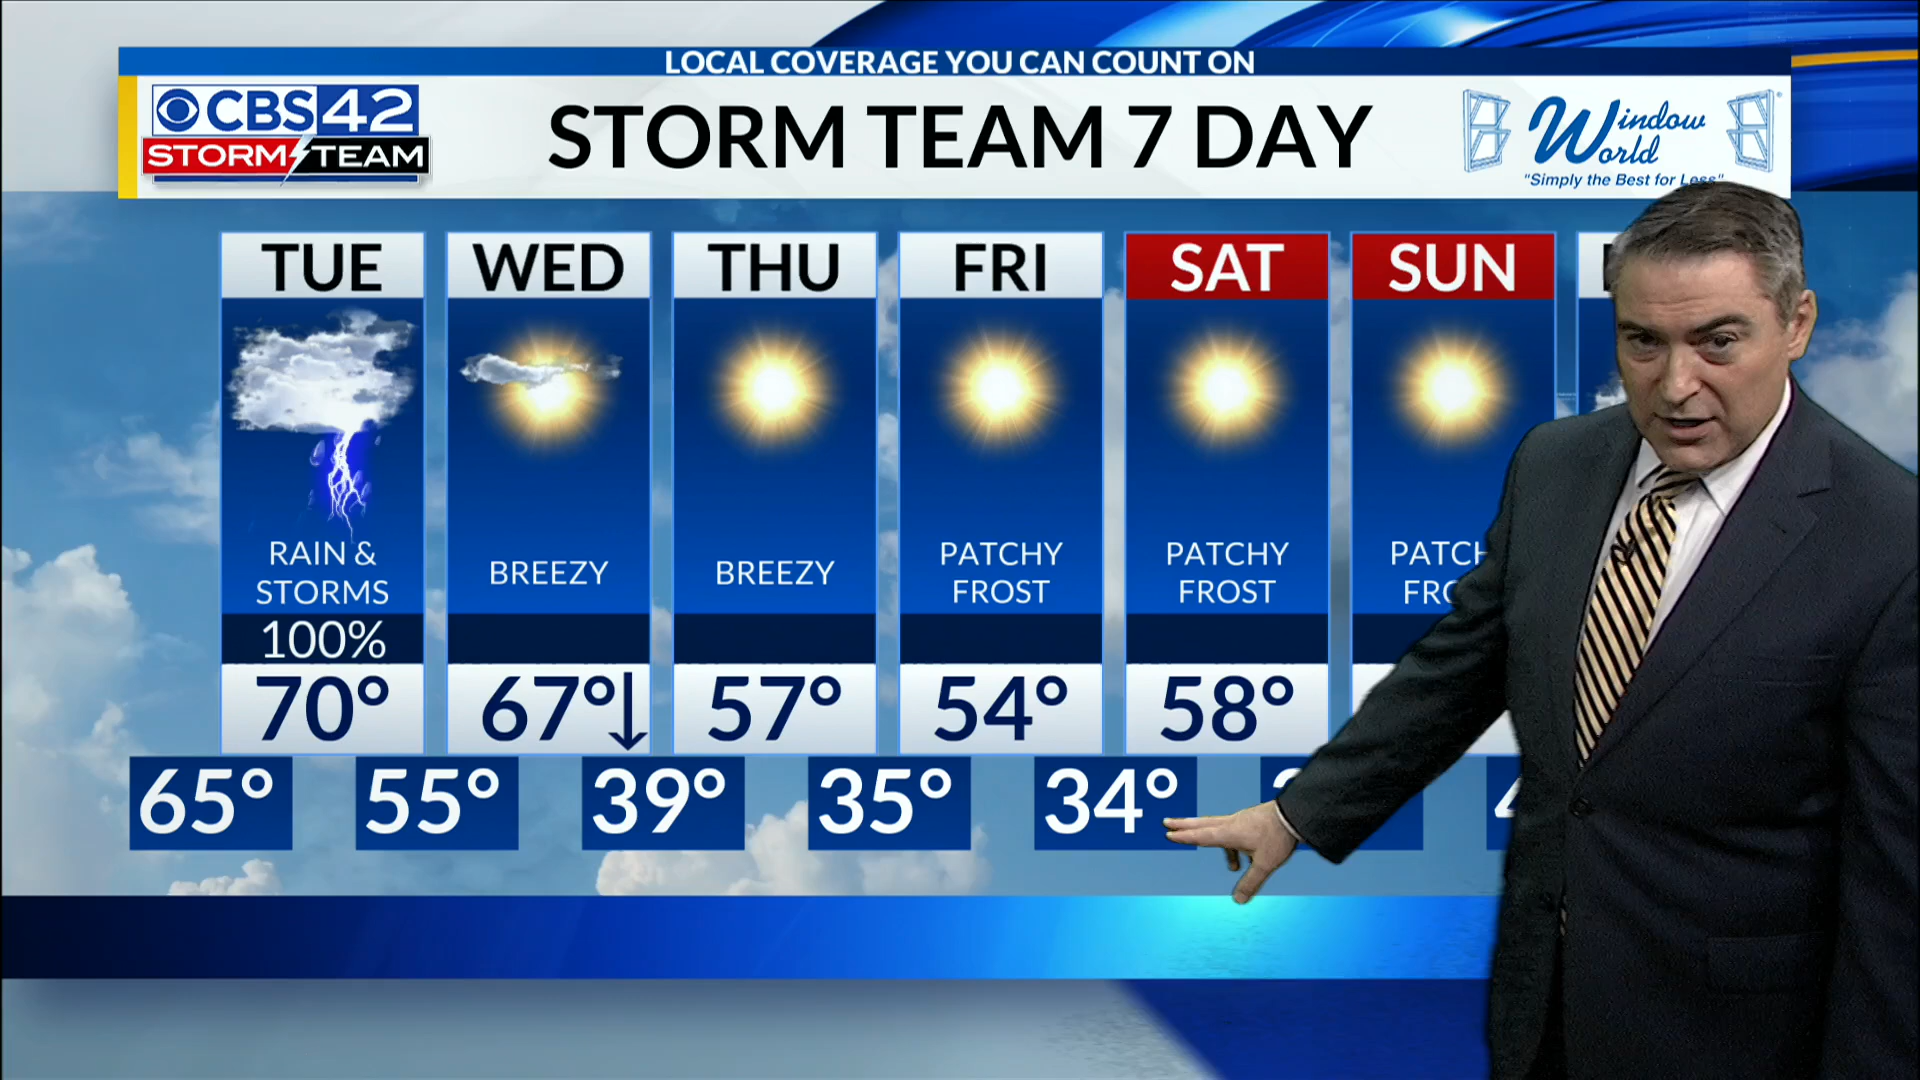 LOCAL COVERAGE YOU CAN COUNT ON
CBS 42
STORM TEAM
STORM TEAM 7 DAY
Window
World
"Simply the Best for Less"
TUE WED THU FRI SAT SUN
RAIN & STORMS
BREEZY
BREEZY
PATCHY FROST
PATCHY FROST
100%
70° 67° 57° 54° 58°
65° 55° 39° 35° 34°